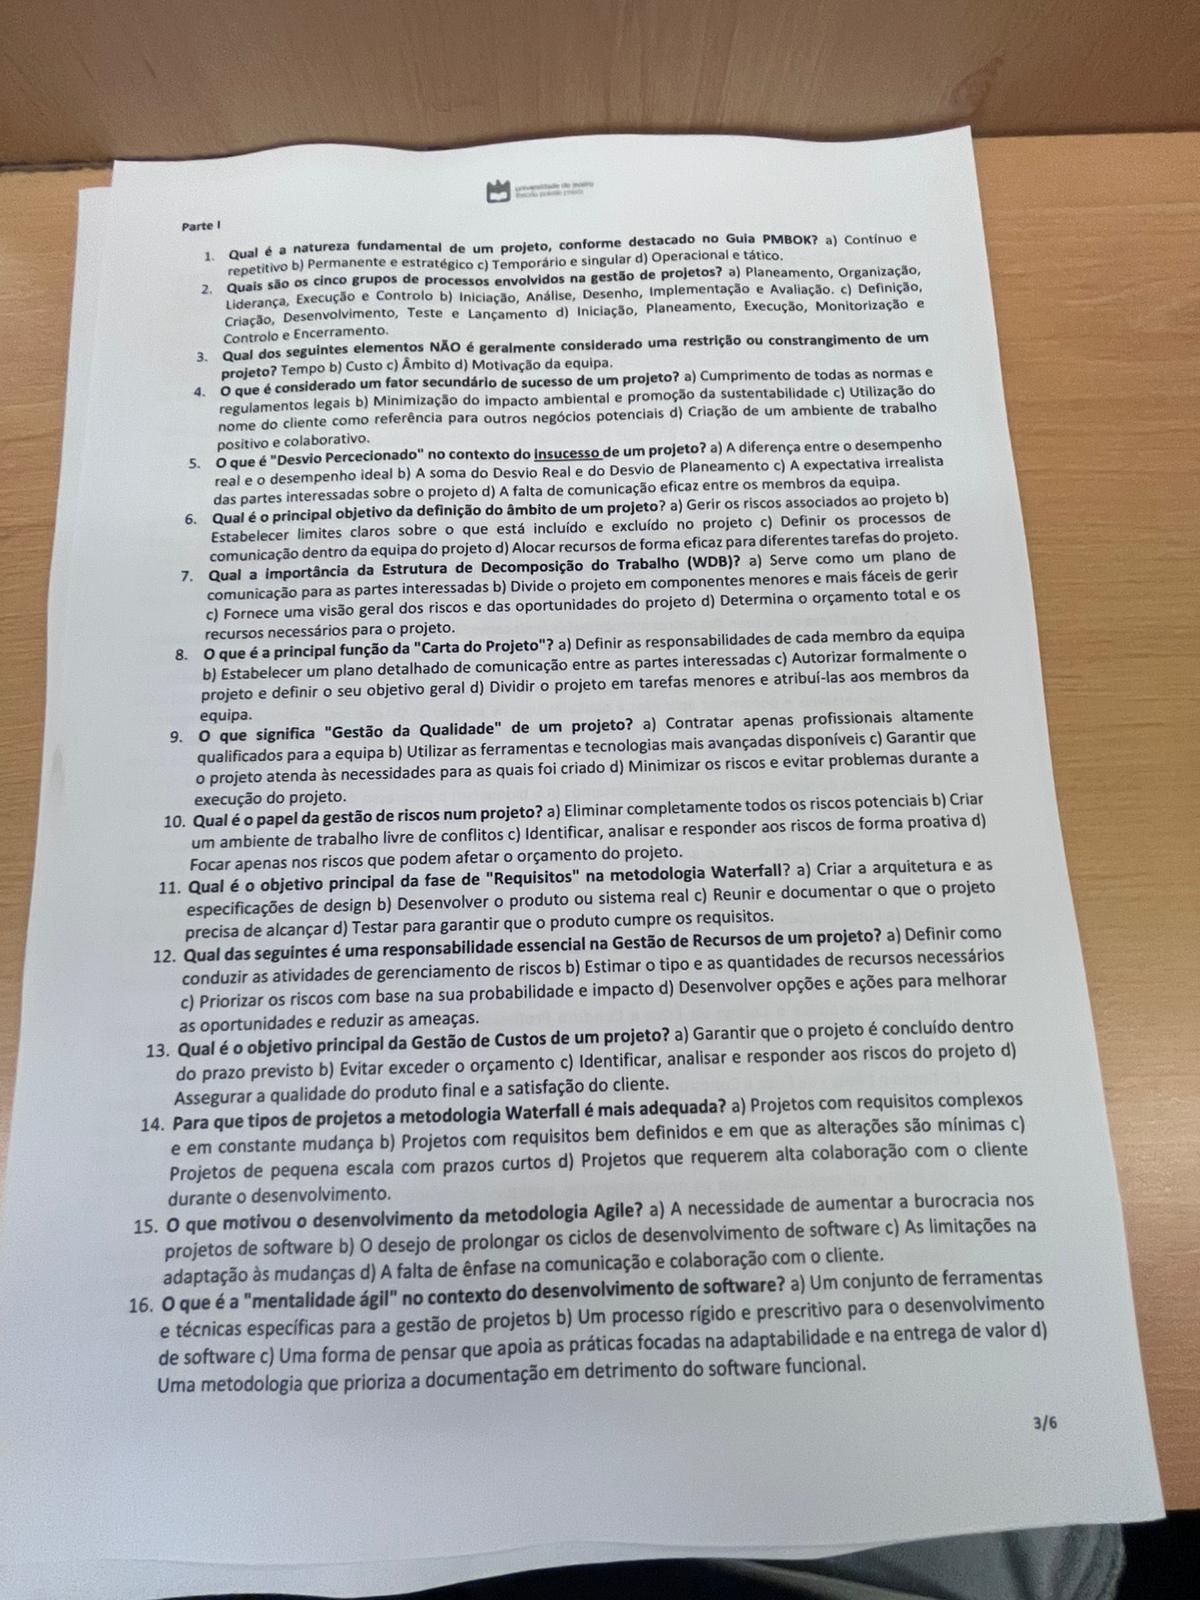 universidade de aveiro
Parte I
1. Qual é a natureza fundamental de um projeto, conforme destacado no Guia PMBOK? a) Contínuo e
repetitivo b) Permanente e estratégico c) Temporário e singular d) Operacional e tático.
2. Quais são os cinco grupos de processos envolvidos na gestão de projetos? a) Planeamento, Organização,
Liderança, Execução e Controlo b) Iniciação, Análise, Desenho, Implementação e Avaliação. c) Definição,
Criação, Desenvolvimento, Teste e Lançamento d) Iniciação, Planeamento, Execução, Monitorização e
Controlo e Encerramento.
3. Qual dos seguintes elementos NÃO é geralmente considerado uma restrição ou constrangimento de um
projeto? Tempo b) Custo c) Âmbito d) Motivação da equipa.
4. O que é considerado um fator secundário de sucesso de um projeto? a) Cumprimento de todas as normas e
regulamentos legais b) Minimização do impacto ambiental e promoção da sustentabilidade c) Utilização do
nome do cliente como referência para outros negócios potenciais d) Criação de um ambiente de trabalho
positivo e colaborativo.
5. O que é "Desvio Percecionado" no contexto do insucesso de um projeto? a) A diferença entre o desempenho
real e o desempenho ideal b) A soma do Desvio Real e do Desvio de Planeamento c) A expectativa irrealista
das partes interessadas sobre o projeto d) A falta de comunicação eficaz entre os membros da equipa.
6. Qual é o principal objetivo da definição do âmbito de um projeto? a) Gerir os riscos associados ao projeto b)
Estabelecer limites claros sobre o que está incluído e excluído no projeto c) Definir os processos de
comunicação dentro da equipa do projeto d) Alocar recursos de forma eficaz para diferentes tarefas do projeto.
7. Qual a importância da Estrutura de Decomposição do Trabalho (WDB)? a) Serve como um plano de
comunicação para as partes interessadas b) Divide o projeto em componentes menores e mais fáceis de gerir
c) Fornece uma visão geral dos riscos e das oportunidades do projeto d) Determina o orçamento total e os
recursos necessários para o projeto.
8. O que é a principal função da "Carta do Projeto"? a) Definir as responsabilidades de cada membro da equipa
b) Estabelecer um plano detalhado de comunicação entre as partes interessadas c) Autorizar formalmente o
projeto e definir o seu objetivo geral d) Dividir o projeto em tarefas menores e atribuí-las aos membros da
equipa.
9. O que significa "Gestão da Qualidade" de um projeto? a) Contratar apenas profissionais altamente
qualificados para a equipa b) Utilizar as ferramentas e tecnologias mais avançadas disponíveis c) Garantir que
o projeto atenda às necessidades para as quais foi criado d) Minimizar os riscos e evitar problemas durante a
execução do projeto.
10. Qual é o papel da gestão de riscos num projeto? a) Eliminar completamente todos os riscos potenciais b) Criar
um ambiente de trabalho livre de conflitos c) Identificar, analisar e responder aos riscos de forma proativa d)
Focar apenas nos riscos que podem afetar o orçamento do projeto.
11. Qual é o objetivo principal da fase de "Requisitos" na metodologia Waterfall? a) Criar a arquitetura e as
especificações de design b) Desenvolver o produto ou sistema real c) Reunir e documentar o que o projeto
precisa de alcançar d) Testar para garantir que o produto cumpre os requisitos.
12. Qual das seguintes é uma responsabilidade essencial na Gestão de Recursos de um projeto? a) Definir como
conduzir as atividades de gerenciamento de riscos b) Estimar o tipo e as quantidades de recursos necessários
c) Priorizar os riscos com base na sua probabilidade e impacto d) Desenvolver opções e ações para melhorar
as oportunidades e reduzir as ameaças.
13. Qual é o objetivo principal da Gestão de Custos de um projeto? a) Garantir que o projeto é concluído dentro
do prazo previsto b) Evitar exceder o orçamento c) Identificar, analisar e responder aos riscos do projeto d)
Assegurar a qualidade do produto final e a satisfação do cliente.
14. Para que tipos de projetos a metodologia Waterfall é mais adequada? a) Projetos com requisitos complexos
e em constante mudança b) Projetos com requisitos bem definidos e em que as alterações são mínimas c)
Projetos de pequena escala com prazos curtos d) Projetos que requerem alta colaboração com o cliente
durante o desenvolvimento.
15. O que motivou o desenvolvimento da metodologia Agile? a) A necessidade de aumentar a burocracia nos
projetos de software b) O desejo de prolongar os ciclos de desenvolvimento de software c) As limitações na
adaptação às mudanças d) A falta de ênfase na comunicação e colaboração com o cliente.
16. O que é a "mentalidade ágil" no contexto do desenvolvimento de software? a) Um conjunto de ferramentas
e técnicas específicas para a gestão de projetos b) Um processo rígido e prescritivo para o desenvolvimento
de software c) Uma forma de pensar que apoia as práticas focadas na adaptabilidade e na entrega de valor d)
Uma metodologia que prioriza a documentação em detrimento do software funcional.
3/6